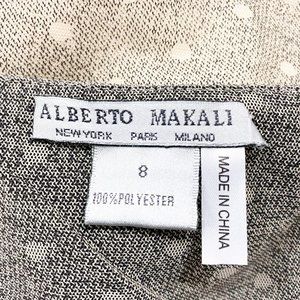 ALBERTO MAKALI
NEW YORK PARIS MILANO
8
100%POLYESTER
MADE IN CHINA